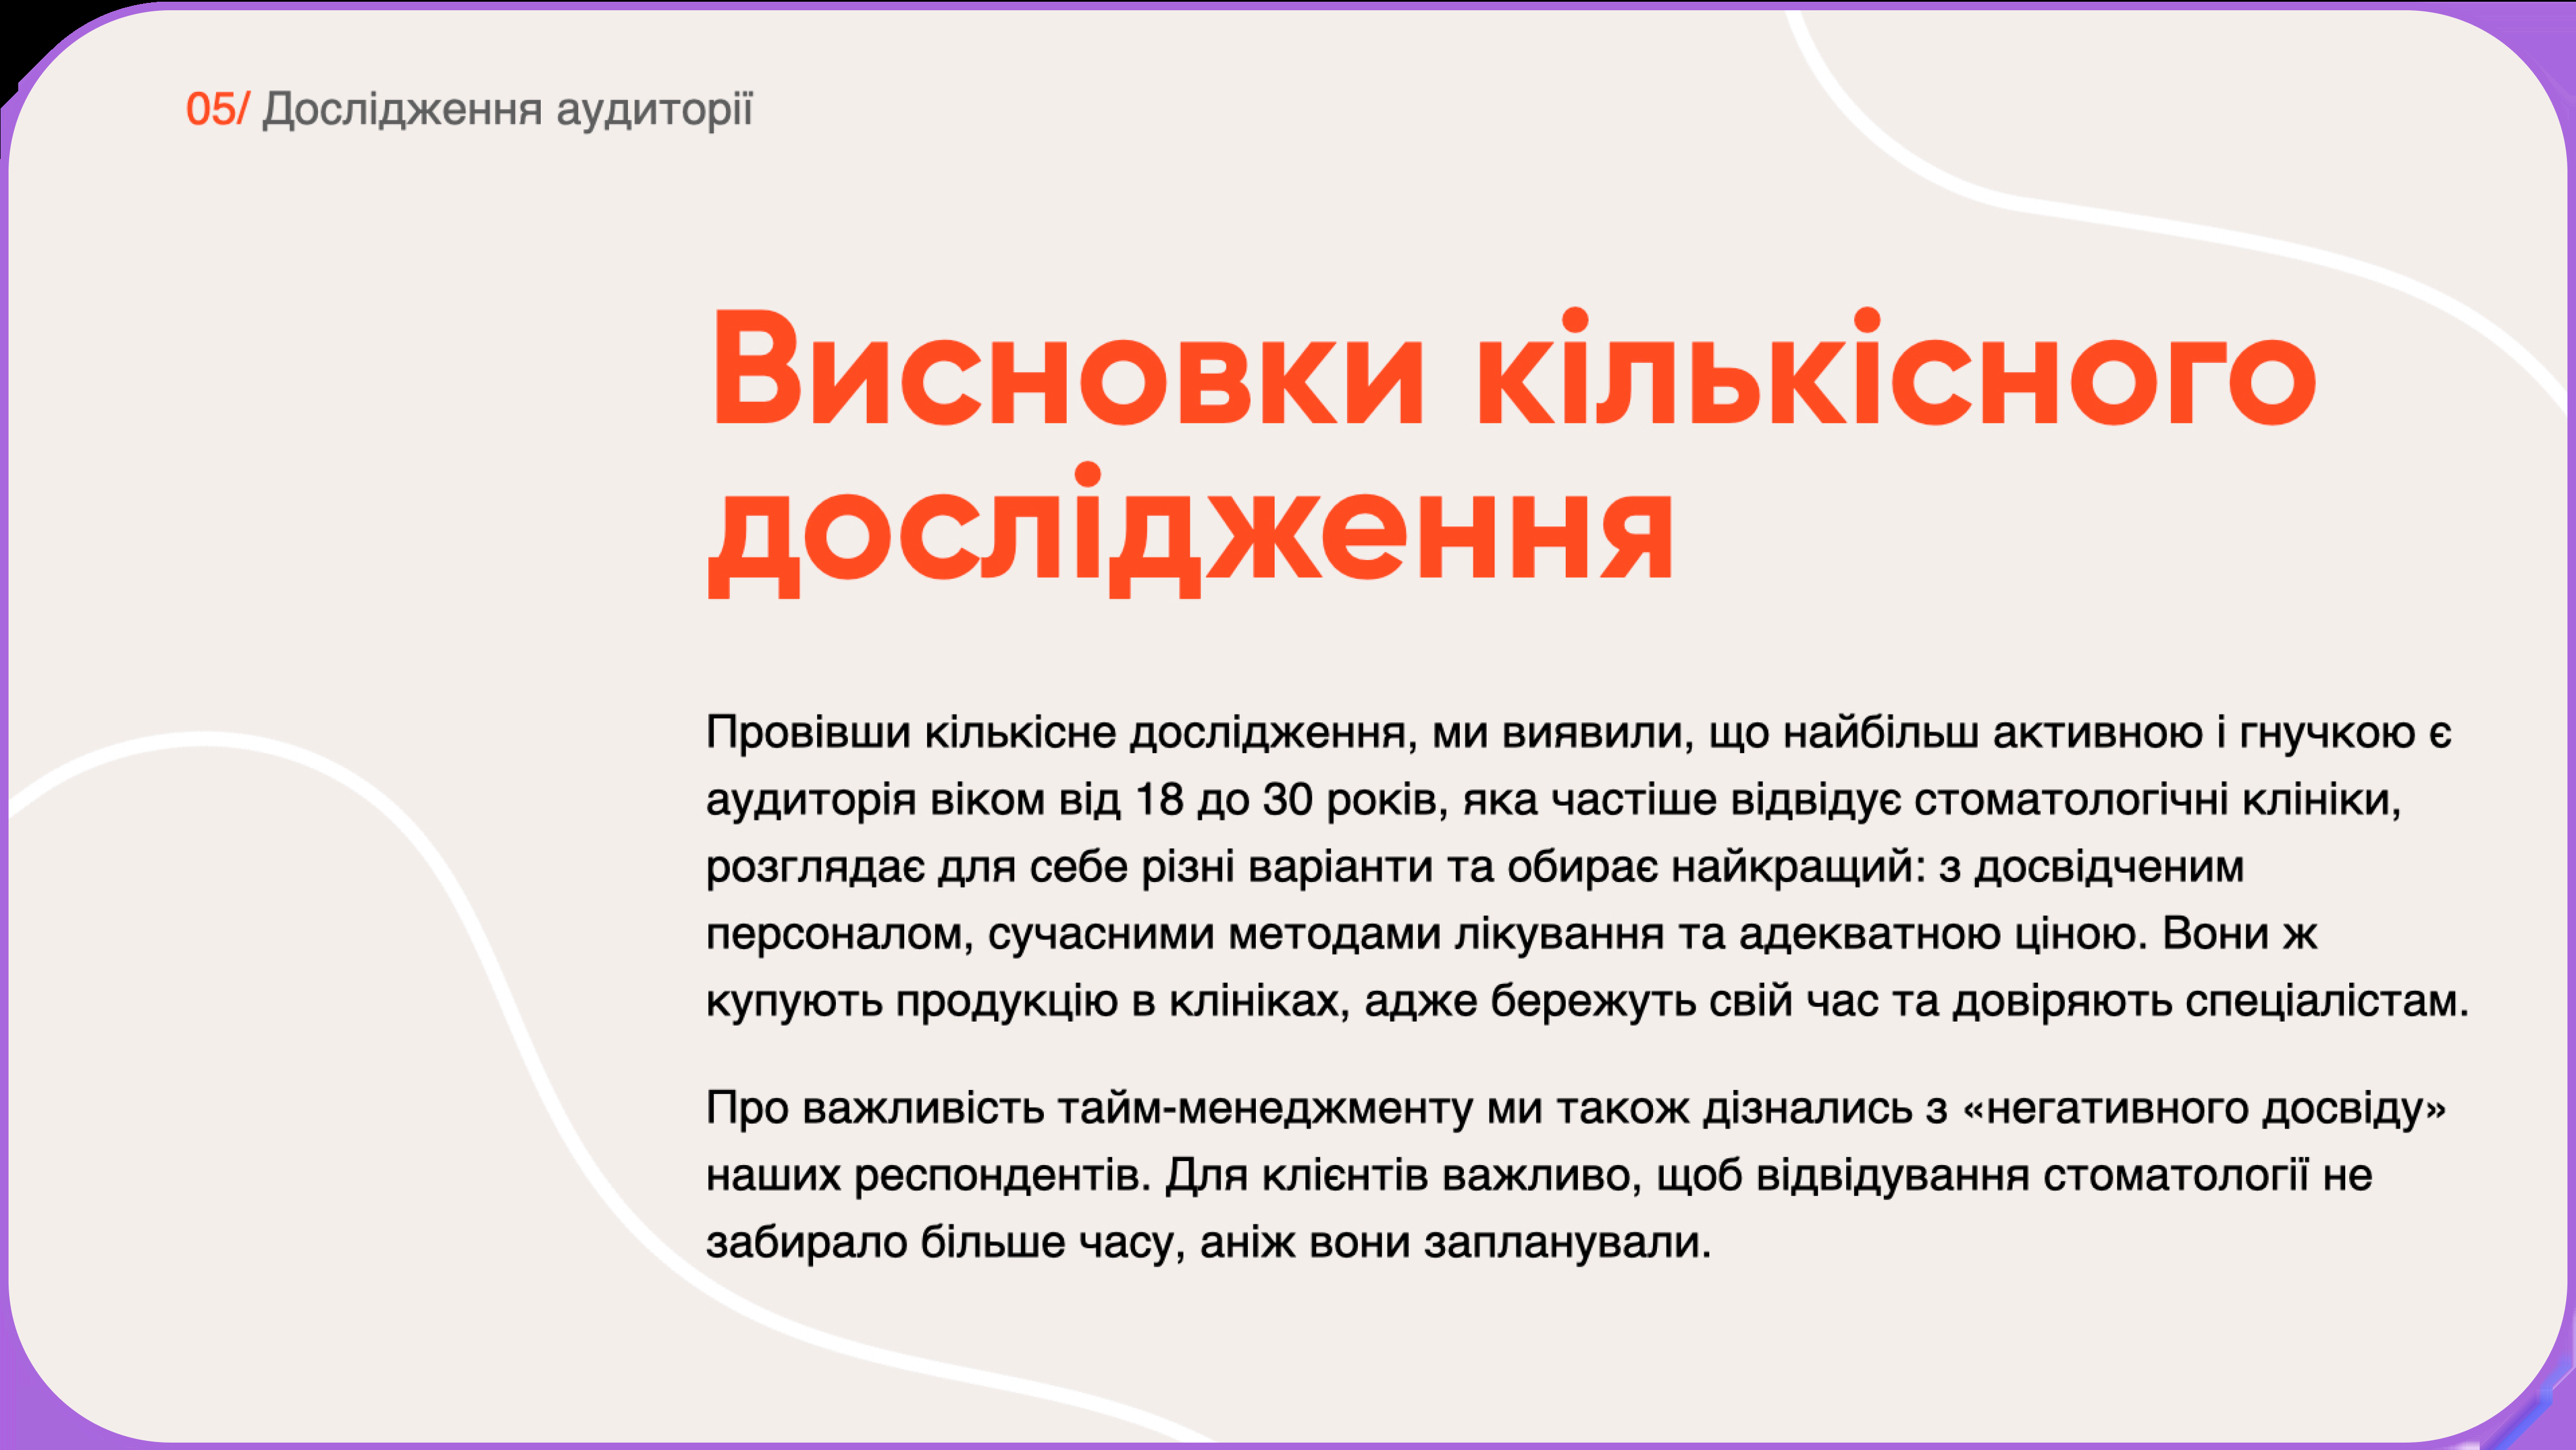 05/ Дослідження аудиторії
Висновки кількісного
дослідження
Провівши кількісне дослідження, ми виявили, що найбільш активною і гнучкою є
аудиторія віком від 18 до 30 років, яка частіше відвідує стоматологічні клініки,
розглядає для себе різні варіанти та обирає найкращий: з досвідченим
персоналом, сучасними методами лікування та адекватною ціною. Вони ж
купують продукцію в клініках, адже бережуть свій час та довіряють спеціалістам.
Про важливість тайм-менеджменту ми також дізнались з «негативного досвіду»
наших респондентів. Для клієнтів важливо, щоб відвідування стоматології не
забирало більше часу, аніж вони запланували.